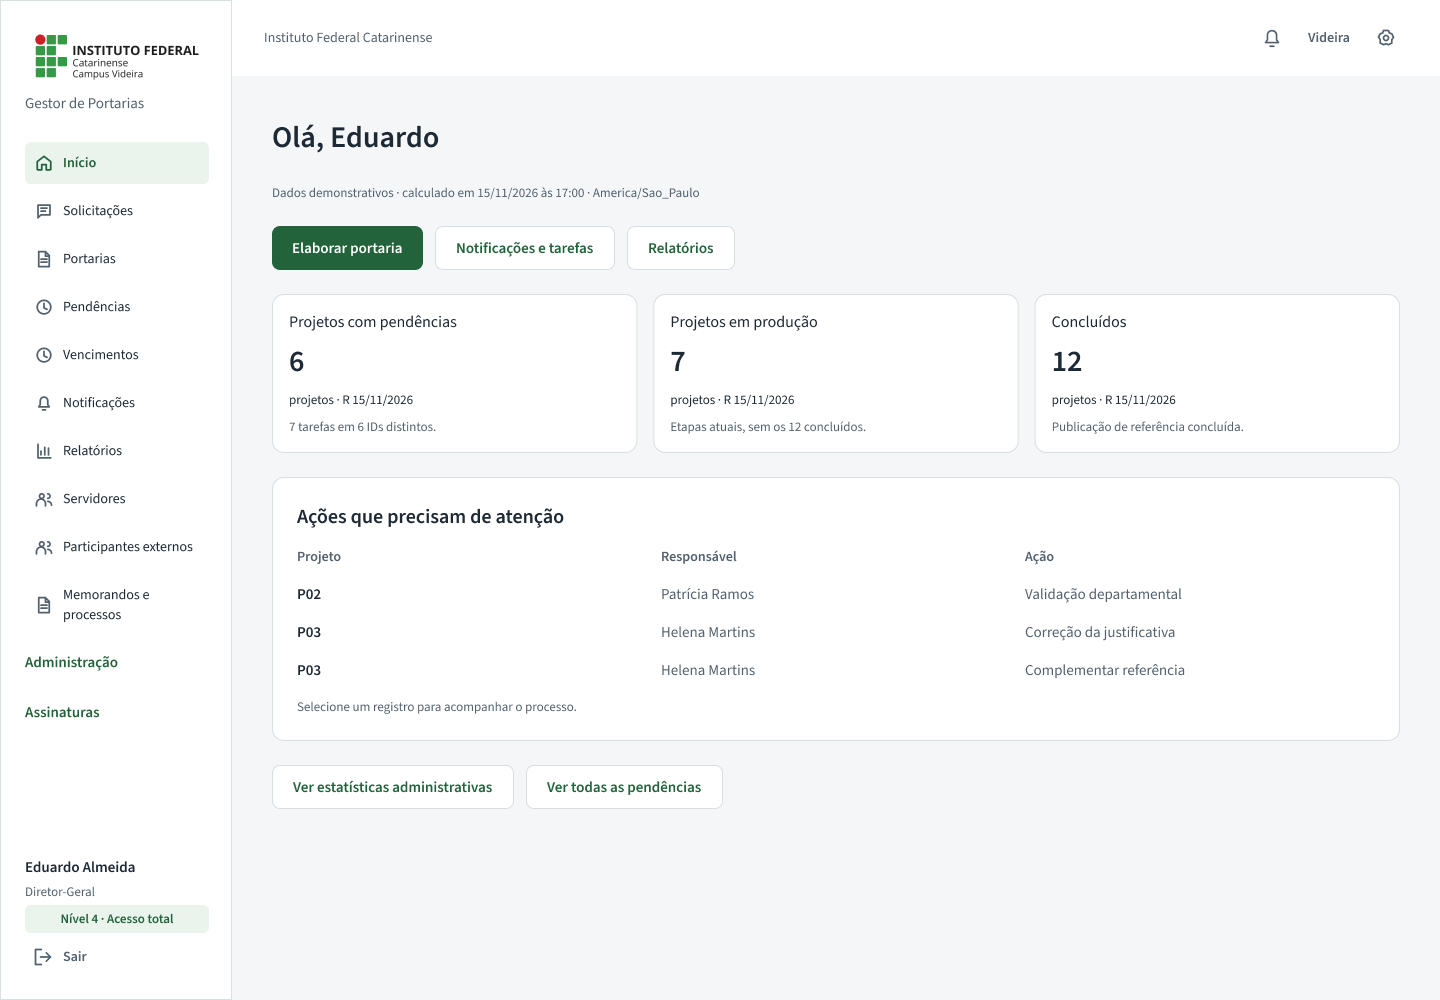 INSTITUTO FEDERAL
Catarinense
Campus Videira
Gestor de Portarias
Início
Solicitações
Portarias
Pendências
Vencimentos
Notificações
Relatórios
Servidores
Participantes externos
Memorandos e
processos
Administração
Assinaturas
Eduardo Almeida
Diretor-Geral
Nível 4 · Acesso total
Sair
Instituto Federal Catarinense
Videira
Olá, Eduardo
Dados demonstrativos · calculado em 15/11/2026 às 17:00 · America/Sao_Paulo
Elaborar portaria
Notificações e tarefas
Relatórios
Projetos com pendências
6
projetos · R 15/11/2026
7 tarefas em 6 IDs distintos.
Projetos em produção
7
projetos · R 15/11/2026
Etapas atuais, sem os 12 concluídos.
Concluídos
12
projetos · R 15/11/2026
Publicação de referência concluída.
Ações que precisam de atenção
Projeto Responsável Ação
P02 Patrícia Ramos Validação departamental
P03 Helena Martins Correção da justificativa
P03 Helena Martins Complementar referência
Selecione um registro para acompanhar o processo.
Ver estatísticas administrativas
Ver todas as pendências